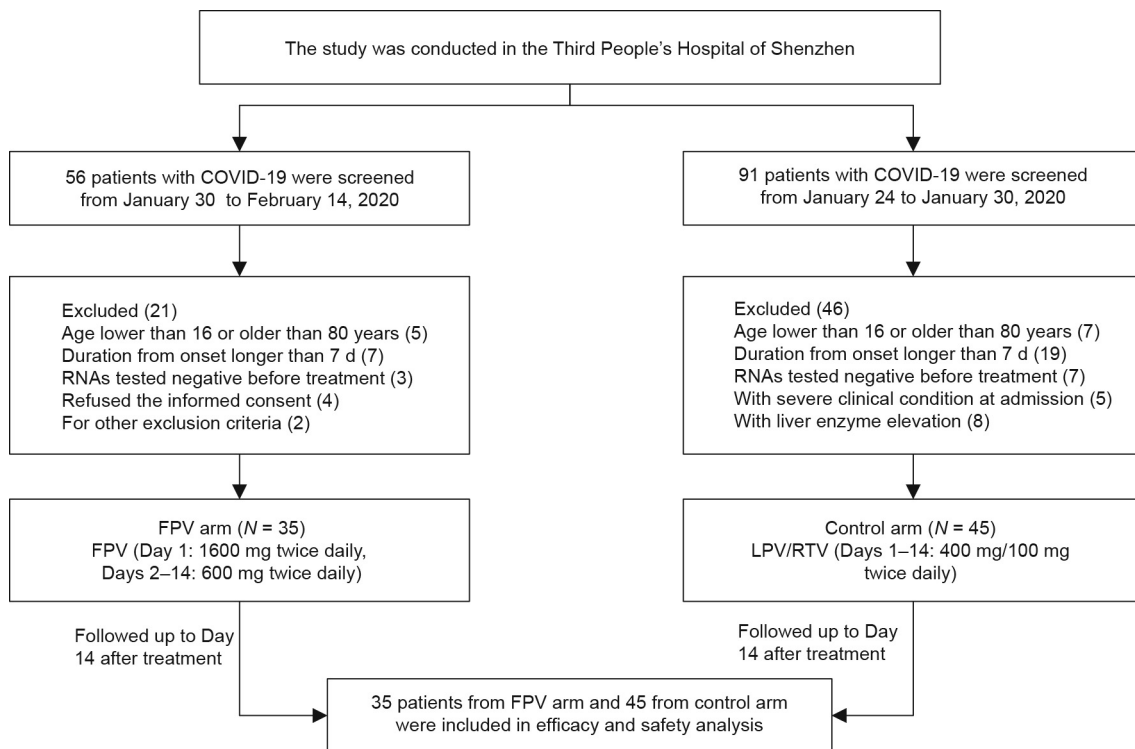 The study was conducted in the Third People's Hospital of Shenzhen
56 patients with COVID-19 were screened
from January 30 to February 14, 2020
91 patients with COVID-19 were screened
from January 24 to January 30, 2020
Excluded (21)
Age lower than 16 or older than 80 years (5)
Duration from onset longer than 7 d (7)
RNAs tested negative before treatment (3)
Refused the informed consent (4)
For other exclusion criteria (2)
Excluded (46)
Age lower than 16 or older than 80 years (7)
Duration from onset longer than 7 d (19)
RNAs tested negative before treatment (7)
With severe clinical condition at admission (5)
With liver enzyme elevation (8)
FPV arm (N = 35)
FPV (Day 1: 1600 mg twice daily,
Days 2–14: 600 mg twice daily)
Control arm (N = 45)
LPV/RTV (Days 1–14: 400 mg/100 mg
twice daily)
Followed up to Day
14 after treatment
Followed up to Day
14 after treatment
35 patients from FPV arm and 45 from control arm
were included in efficacy and safety analysis